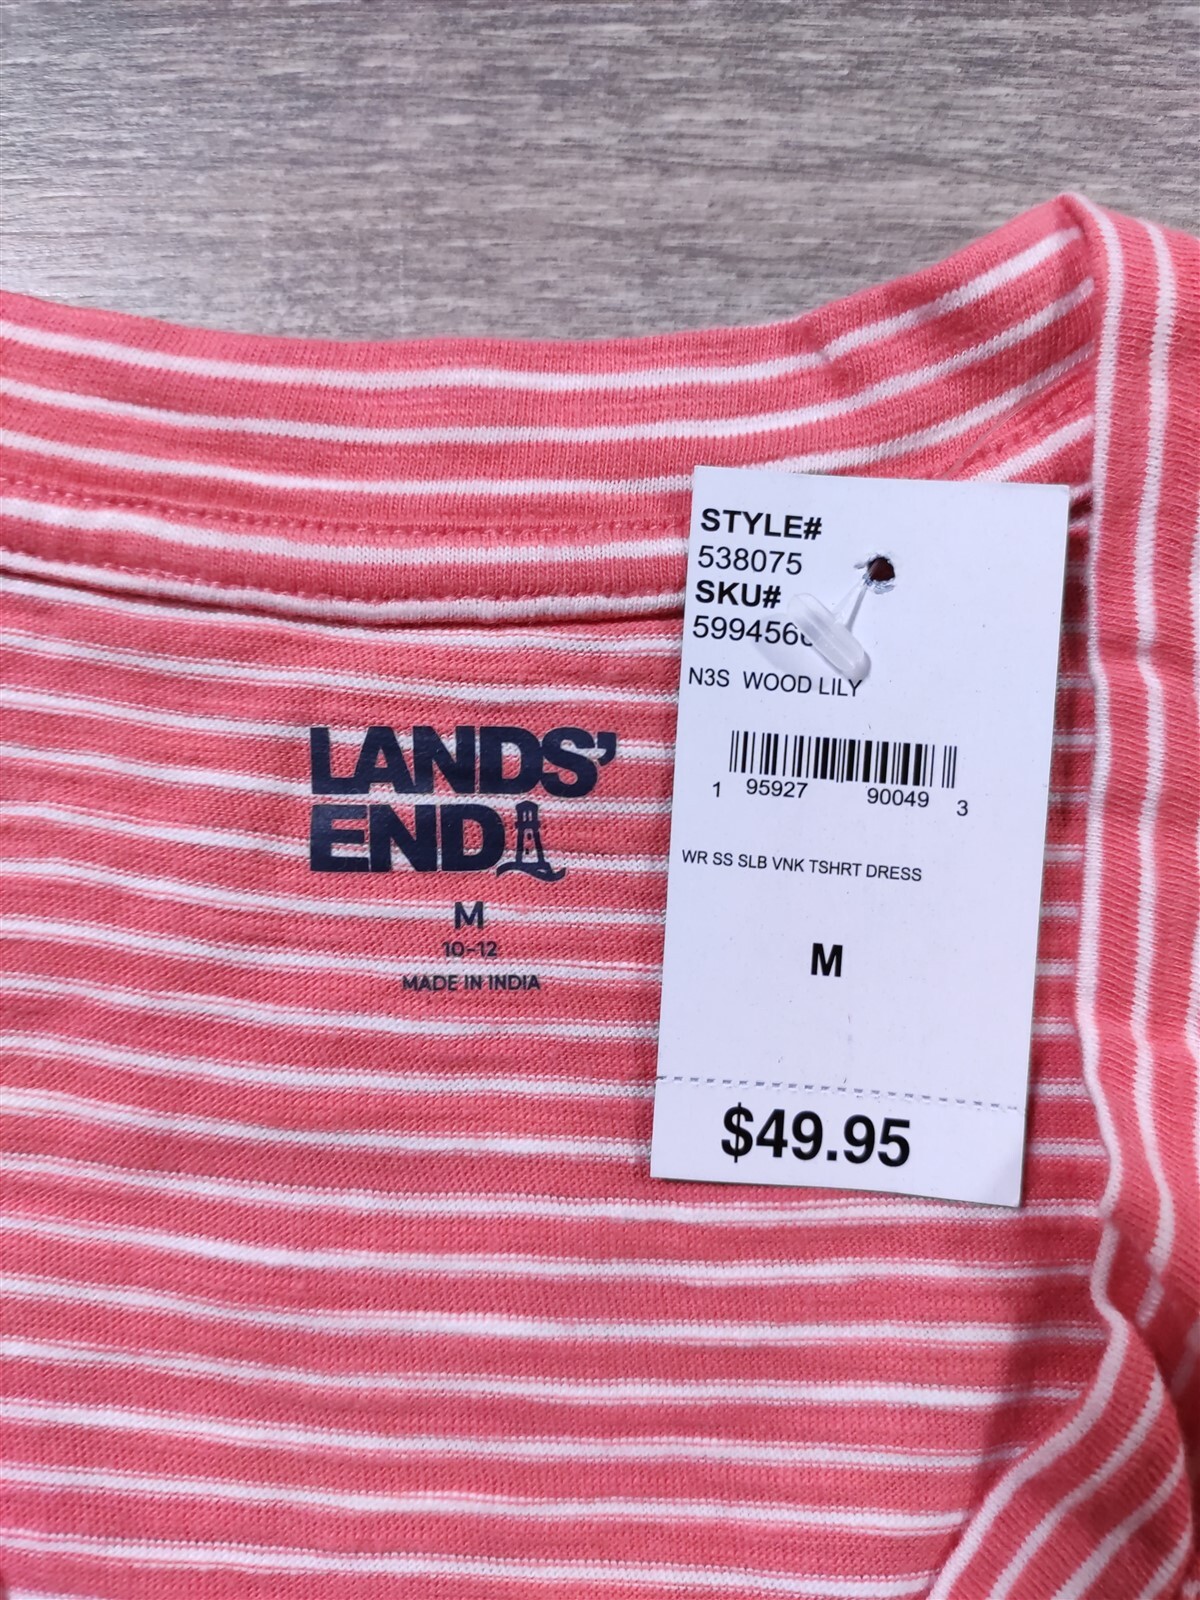 STYLE#
538075
SKU#
N3S WOOD LILY
1 95927 90049 3
WR SS SLB VNK TSHRT DRESS
M
$49.95
LANDS'
END
M
10-12
MADE IN INDIA